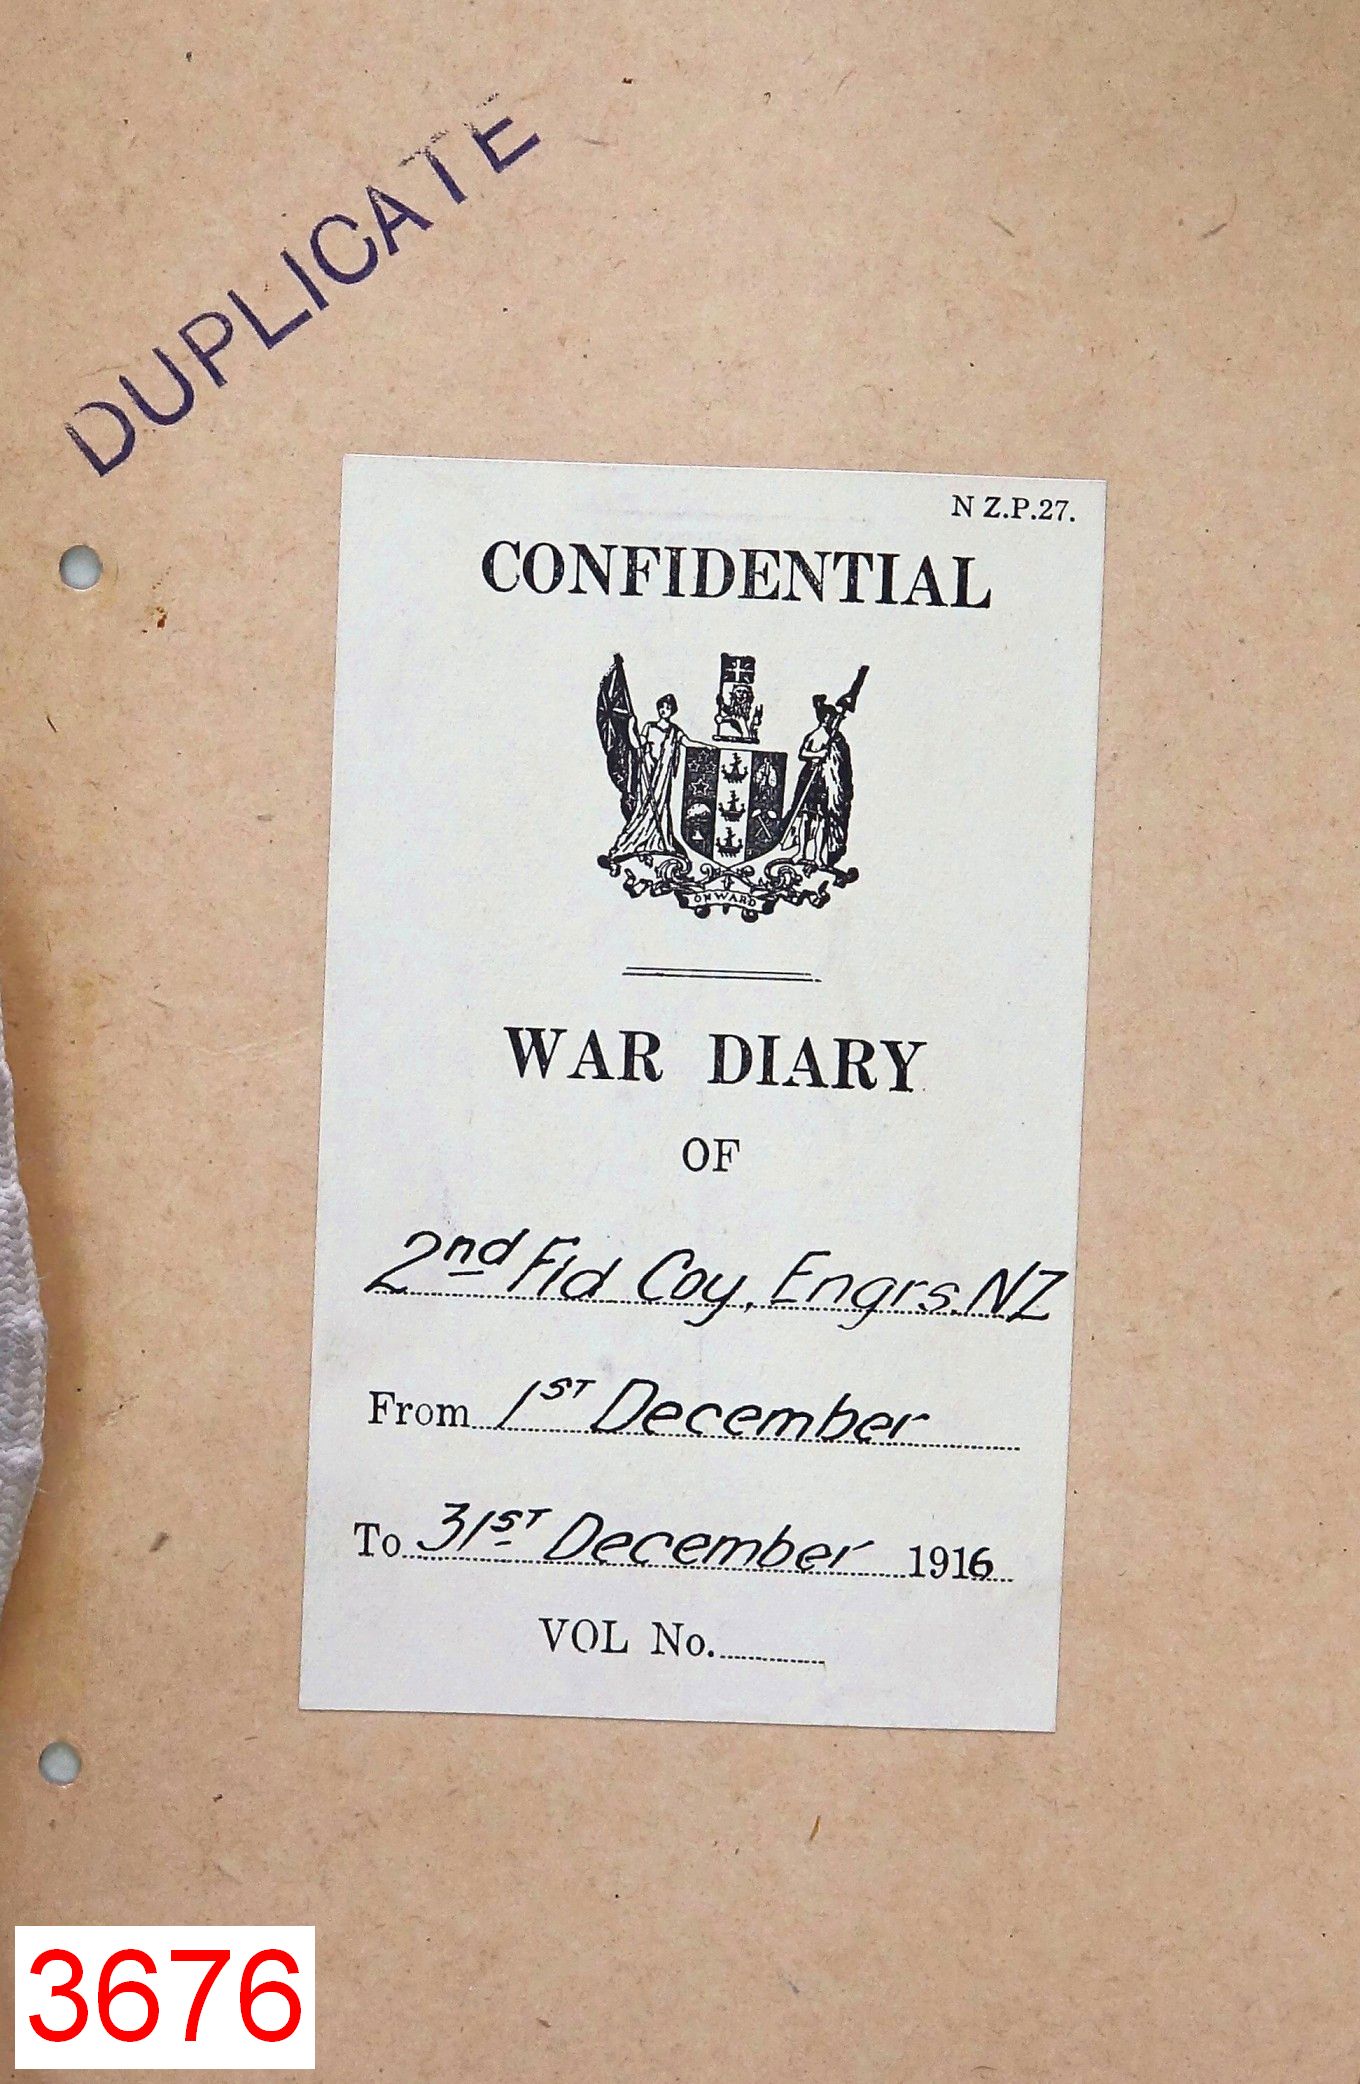 DUPLICATE
N Z.P.27.
CONFIDENTIAL
ONWARD
WAR DIARY
OF
2nd Fld Coy, Engrs. NZ
From 1ST December
To 31ST December 1916
VOL No.
3676